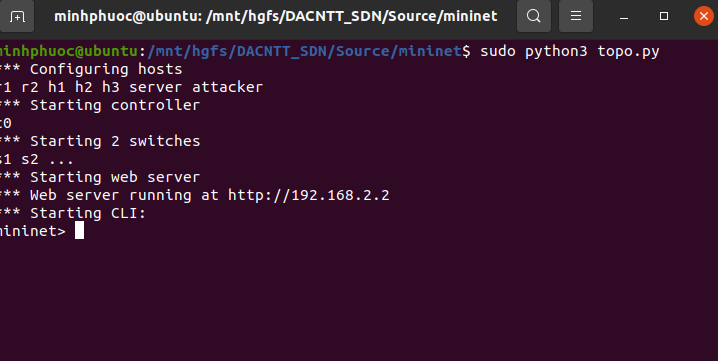 minhphuoc@ubuntu: /mnt/hgfs/DACNTT_SDN/Source/mininet
minhphuoc@ubuntu:/mnt/hgfs/DACNTT_SDN/Source/mininet$ sudo python3 topo.py
*** Configuring hosts
r1 r2 h1 h2 h3 server attacker
*** Starting controller
c0
*** Starting 2 switches
s1 s2 ...
*** Starting web server
*** Web server running at http://192.168.2.2
*** Starting CLI:
mininet>